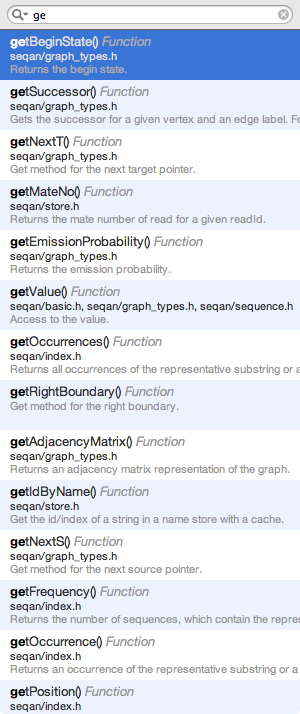 ge
getBeginState() Function
seqan/graph_types.h
Returns the begin state.
getSuccessor() Function
seqan/graph_types.h
Gets the successor for a given vertex and an edge label. Fo
getNextT() Function
seqan/graph_types.h
Get method for the next target pointer.
getMateNo() Function
seqan/store.h
Returns the mate number of read for a given readId.
getEmissionProbability() Function
seqan/graph_types.h
Returns the emission probability.
getValue() Function
seqan/basic.h, seqan/graph_types.h, seqan/sequence.h
Access to the value.
getOccurrences() Function
seqan/index.h
Returns all occurrences of the representative substring or a
getRightBoundary() Function
Get method for the right boundary.
getAdjacencyMatrix() Function
seqan/graph_types.h
Returns an adjacency matrix representation of the graph.
getIdByName() Function
seqan/store.h
Get the id/index of a string in a name store with a cache.
getNextS() Function
seqan/graph_types.h
Get method for the next source pointer.
getFrequency() Function
seqan/index.h
Returns the number of sequences, which contain the repres
getOccurrence() Function
seqan/index.h
Returns an occurrence of the representative substring or a
getPosition() Function
seqan/index.h